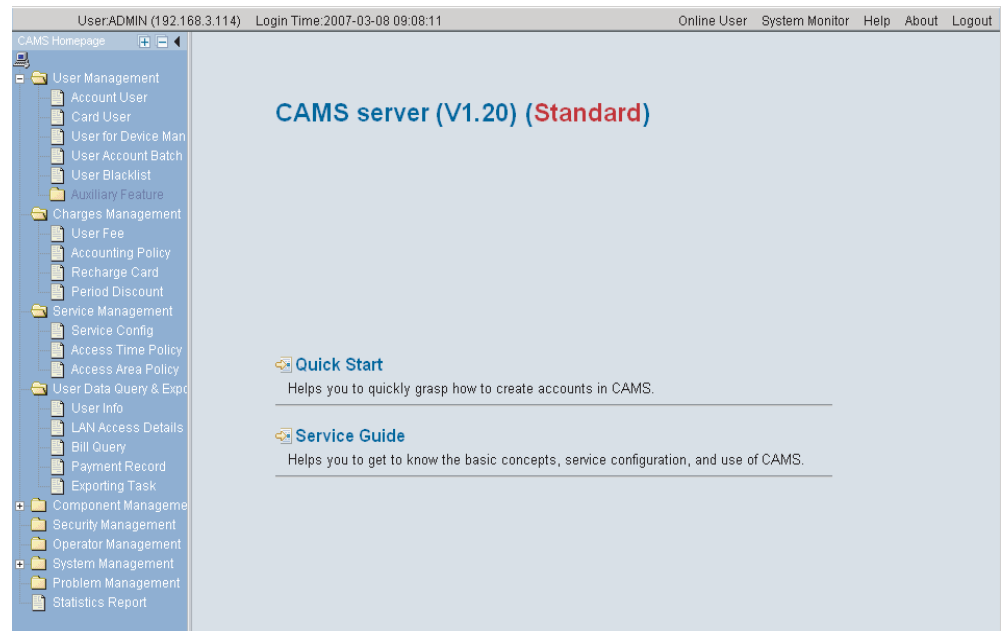 User:ADMIN (192.168.3.114) Login Time:2007-03-08 09:08:11 Online User System Monitor Help About Logout
CAMS Homepage
User Management
Account User
Card User
User for Device Man
User Account Batch
User Blacklist
Auxiliary Feature
Charges Management
User Fee
Accounting Policy
Recharge Card
Period Discount
Service Management
Service Config
Access Time Policy
Access Area Policy
User Data Query & Expo
User Info
LAN Access Details
Bill Query
Payment Record
Exporting Task
Component Manageme
Security Management
Operator Management
System Management
Problem Management
Statistics Report
CAMS server (V1.20) (Standard)
Quick Start
Helps you to quickly grasp how to create accounts in CAMS.
Service Guide
Helps you to get to know the basic concepts, service configuration, and use of CAMS.